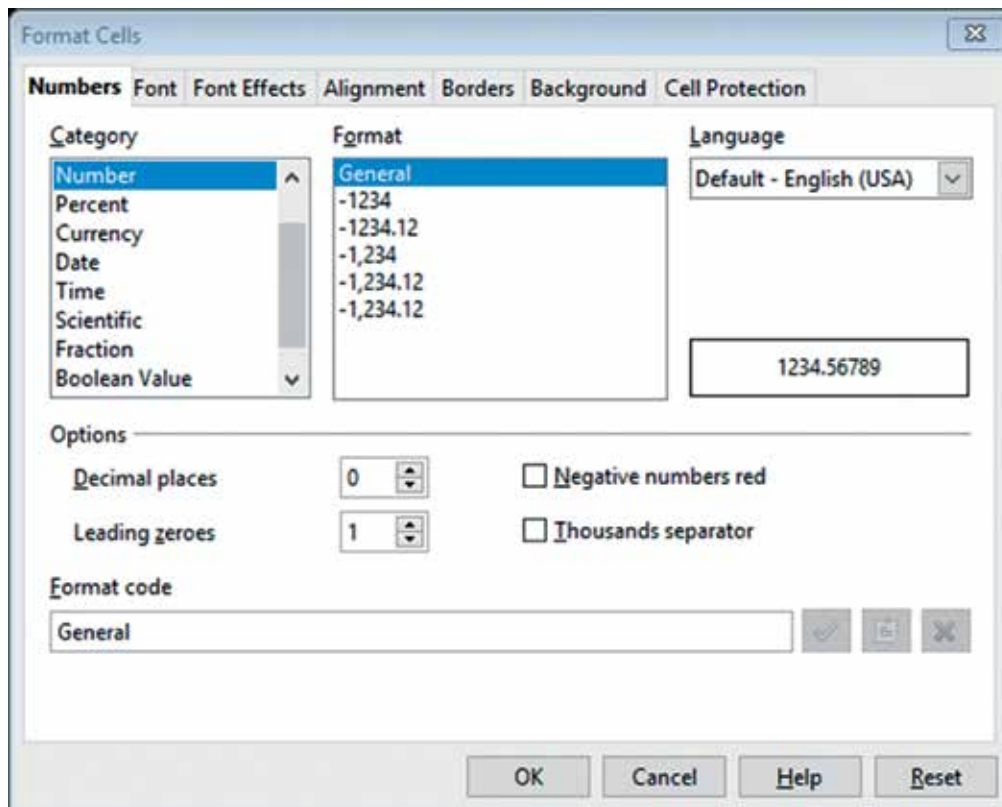 Format Cells
Numbers Font Font Effects Alignment Borders Background Cell Protection
Category
Number
Percent
Currency
Date
Time
Scientific
Fraction
Boolean Value
Format
General
-1234
-1234.12
-1,234
-1,234.12
-1,234.12
Language
Default - English (USA)
1234.56789
Options
Decimal places 0
Leading zeroes 1
Negative numbers red
Thousands separator
Format code
General
OK Cancel Help Reset